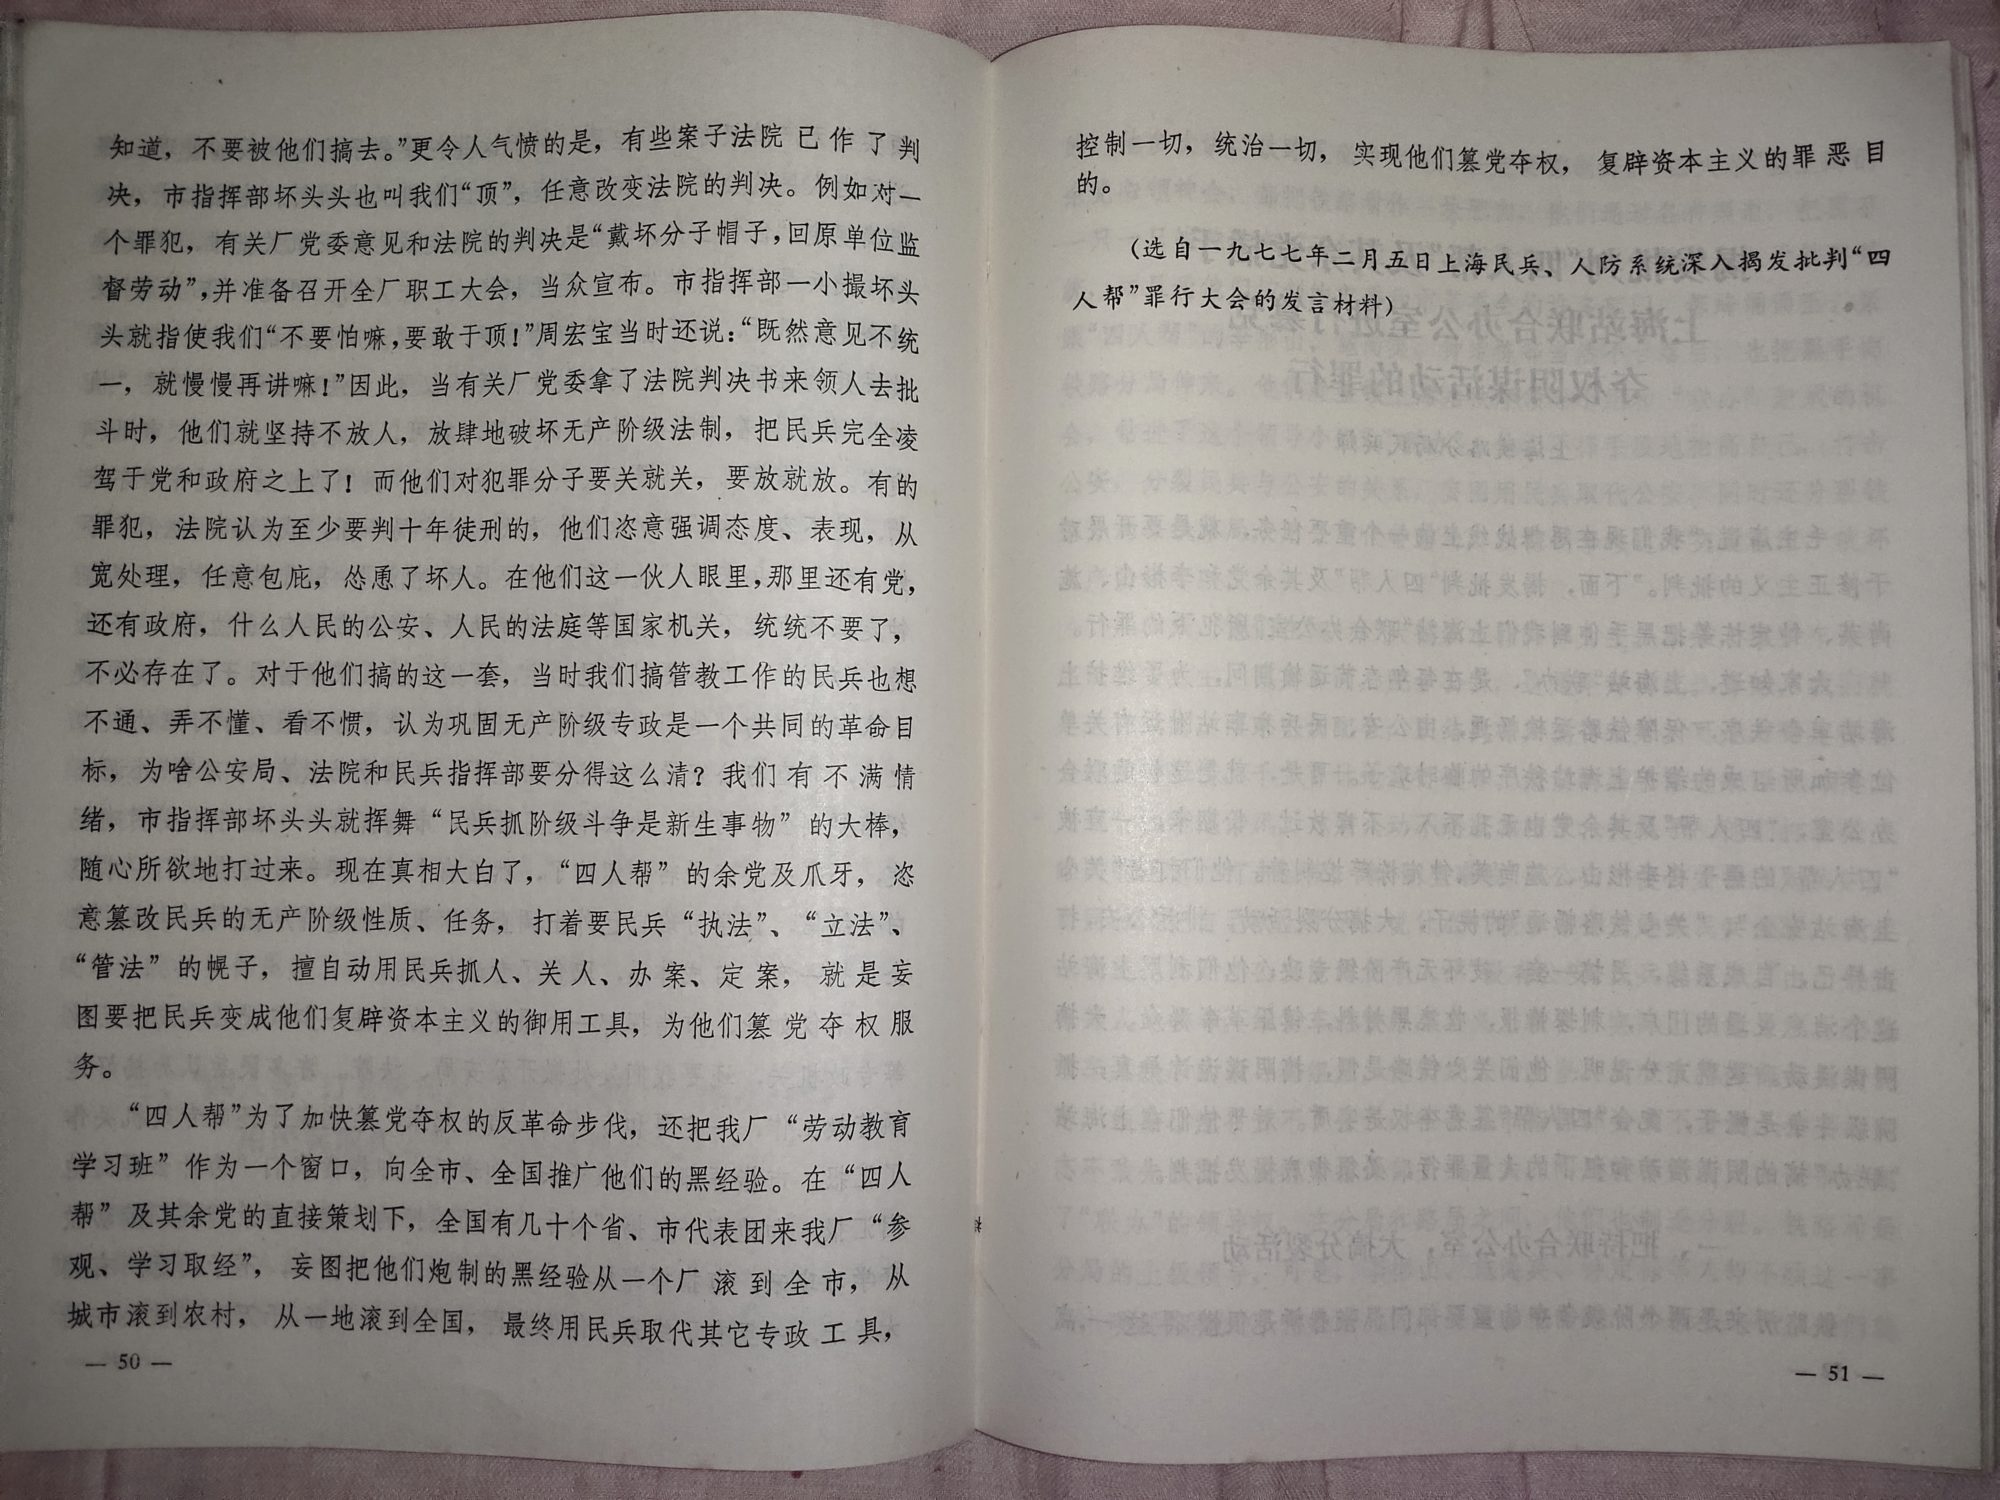 知道，不要被他们搞去。”更令人气愤的是，有些案子法院已作了判
决，市指挥部坏头头也叫我们“顶”，任意改变法院的判决。例如对一
个罪犯，有关厂党委意见和法院的判决是“戴坏分子帽子，回原单位监
督劳动”，并准备召开全厂职工大会，当众宣布。市指挥部一小撮坏头
头就指使我们“不要怕嘛，要敢于顶！”周宏宝当时还说：“既然意见不统
一，就慢慢再讲嘛！”因此，当有关厂党委拿了法院判决书来领人去批
斗时，他们就坚持不放人，放肆地破坏无产阶级法制，把民兵完全凌
驾于党和政府之上了！而他们对犯罪分子要关就关，要放就放。有的
罪犯，法院认为至少要判十年徒刑的，他们恣意强调态度、表现，从
宽处理，任意包庇，怂恿了坏人。在他们这一伙人眼里，那里还有党，
还有政府，什么人民的公安、人民的法庭等国家机关，统统不要了，
不必存在了。对于他们搞的这一套，当时我们搞管教工作的民兵也想
不通、弄不懂、看不惯，认为巩固无产阶级专政是一个共同的革命目
标，为啥公安局、法院和民兵指挥部要分得这么清？我们有不满情
绪，市指挥部坏头头就挥舞“民兵抓阶级斗争是新生事物”的大棒，
随心所欲地打过来。现在真相大白了，“四人帮”的余党及爪牙，恣
意篡改民兵的无产阶级性质、任务，打着要民兵“执法”、“立法”、
“管法”的幌子，擅自动用民兵抓人、关人、办案、定案，就是妄
图要把民兵变成他们复辟资本主义的御用工具，为他们篡党夺权服
务。
“四人帮”为了加快篡党夺权的反革命步伐，还把我厂“劳动教育
学习班”作为一个窗口，向全市、全国推广他们的黑经验。在“四人
帮”及其余党的直接策划下，全国有几十个省、市代表团来我厂“参
观、学习取经”，妄图把他们炮制的黑经验从一个厂滚到全市，从
城市滚到农村，从一地滚到全国，最终用民兵取代其它专政工具，
— 50 —
控制一切，统治一切，实现他们篡党夺权，复辟资本主义的罪恶目
的。
（选自一九七七年二月五日上海民兵、人防系统深入揭发批判“四
人帮”罪行大会的发言材料）
— 51 —